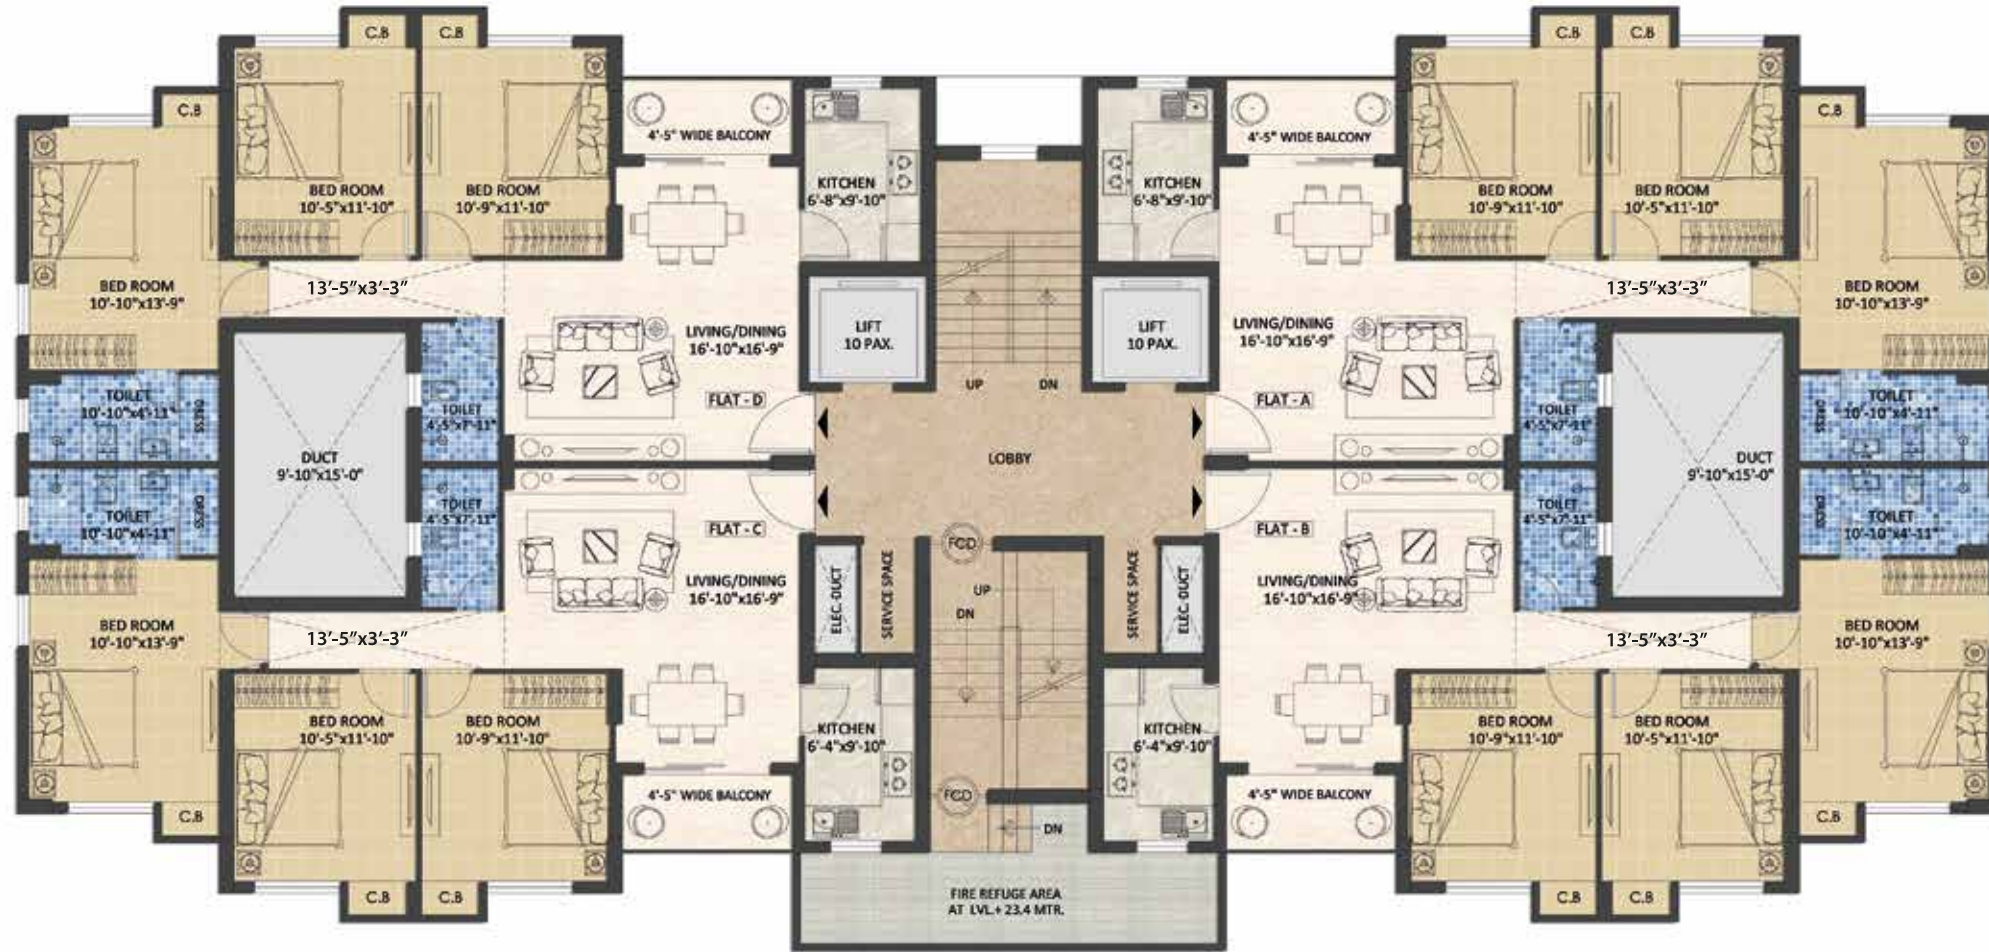 C.B
C.B
C.B
C.B
C.B
C.B
4'-5" WIDE BALCONY
4'-5" WIDE BALCONY
BED ROOM
10'-5"x11'-10"
BED ROOM
10'-9"x11'-10"
KITCHEN
6'-8"x9'-10"
KITCHEN
6'-8"x9'-10"
BED ROOM
10'-9"x11'-10"
BED ROOM
10'-5"x11'-10"
BED ROOM
10'-10"x13'-9"
13'-5"x3'-3"
13'-5"x3'-3"
BED ROOM
10'-10"x13'-9"
LIVING/DINING
16'-10"x16'-9"
LIFT
10 PAX.
LIFT
10 PAX.
LIVING/DINING
16'-10"x16'-9"
UP
DN
TOILET
10'-10"x4'-11"
DRESS
TOILET
4'-5"x7'-11"
FLAT - D
FLAT - A
TOILET
4'-5"x7'-11"
DRESS
TOILET
10'-10"x4'-11"
DUCT
9'-10"x15'-0"
LOBBY
DUCT
9'-10"x15'-0"
TOILET
10'-10"x4'-11"
DRESS
TOILET
4'-5"x7'-11"
FLAT - C
FLAT - B
TOILET
4'-5"x7'-11"
DRESS
TOILET
10'-10"x4'-11"
FCD
LIVING/DINING
16'-10"x16'-9"
ELEC. DUCT
SERVICE SPACE
UP
DN
SERVICE SPACE
ELEC. DUCT
LIVING/DINING
16'-10"x16'-9"
BED ROOM
10'-10"x13'-9"
13'-5"x3'-3"
13'-5"x3'-3"
BED ROOM
10'-10"x13'-9"
BED ROOM
10'-5"x11'-10"
BED ROOM
10'-9"x11'-10"
KITCHEN
6'-4"x9'-10"
KITCHEN
6'-4"x9'-10"
BED ROOM
10'-9"x11'-10"
BED ROOM
10'-5"x11'-10"
4'-5" WIDE BALCONY
FCD
4'-5" WIDE BALCONY
C.B
DN
C.B
C.B
C.B
FIRE REFUGE AREA
AT LVL.+ 23.4 MTR.
C.B
C.B